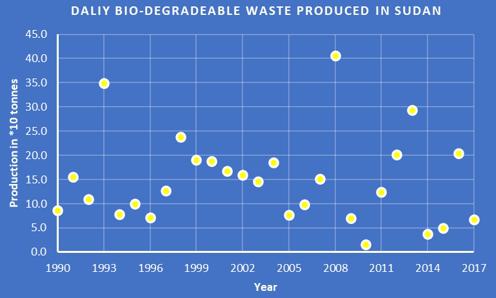 DALIY BIO-DEGRADEABLE WASTE PRODUCED IN SUDAN
Production in *10 tonnes
45.0
40.0
35.0
30.0
25.0
20.0
15.0
10.0
5.0
0.0
1990 1993 1996 1999 2002 2005 2008 2011 2014 2017
Year